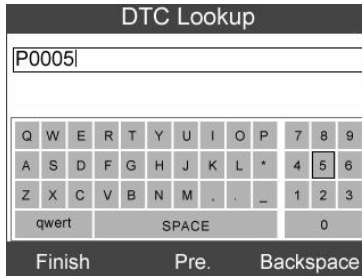 DTC Lookup
P0005
Q W E R T Y U I O P 7 8 9
A S D F G H J K L * 4 5 6
Z X C V B N M , . _ 1 2 3
qwert SPACE 0
Finish Pre. Backspace